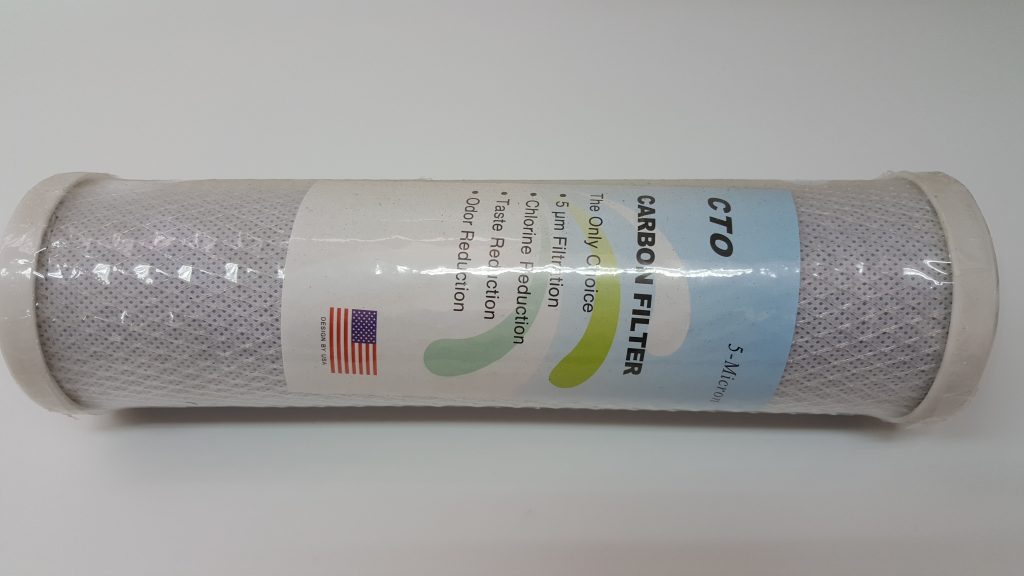 CTO
5-Micron
CARBON FILTER
The Only Choice
• 5 µm Filtration
• Chlorine Reduction
• Taste Reduction
• Odor Reduction
DESIGN BY USA